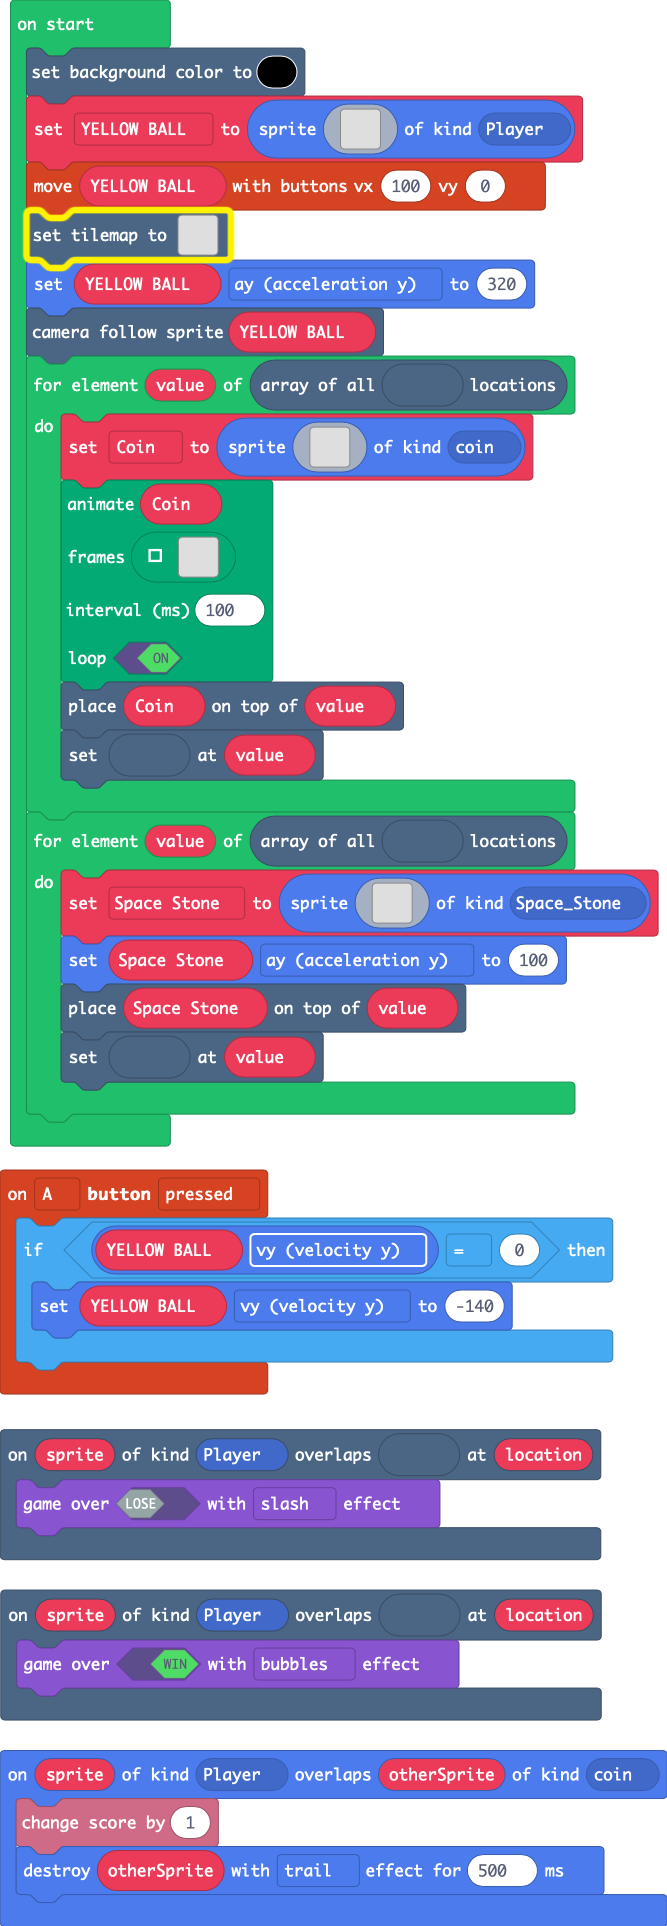 on start
set background color to
set YELLOW BALL to sprite of kind Player
move YELLOW BALL with buttons vx 100 vy 0
set tilemap to
set YELLOW BALL ay (acceleration y) to 320
camera follow sprite YELLOW BALL
for element value of array of all locations
do
set Coin to sprite of kind coin
animate Coin
frames
interval (ms) 100
loop ON
place Coin on top of value
set at value
for element value of array of all locations
do
set Space Stone to sprite of kind Space_Stone
set Space Stone ay (acceleration y) to 100
place Space Stone on top of value
set at value
on A button pressed
if YELLOW BALL vy (velocity y) = 0 then
set YELLOW BALL vy (velocity y) to -140
on sprite of kind Player overlaps at location
game over LOSE with slash effect
on sprite of kind Player overlaps at location
game over WIN with bubbles effect
on sprite of kind Player overlaps otherSprite of kind coin
change score by 1
destroy otherSprite with trail effect for 500 ms